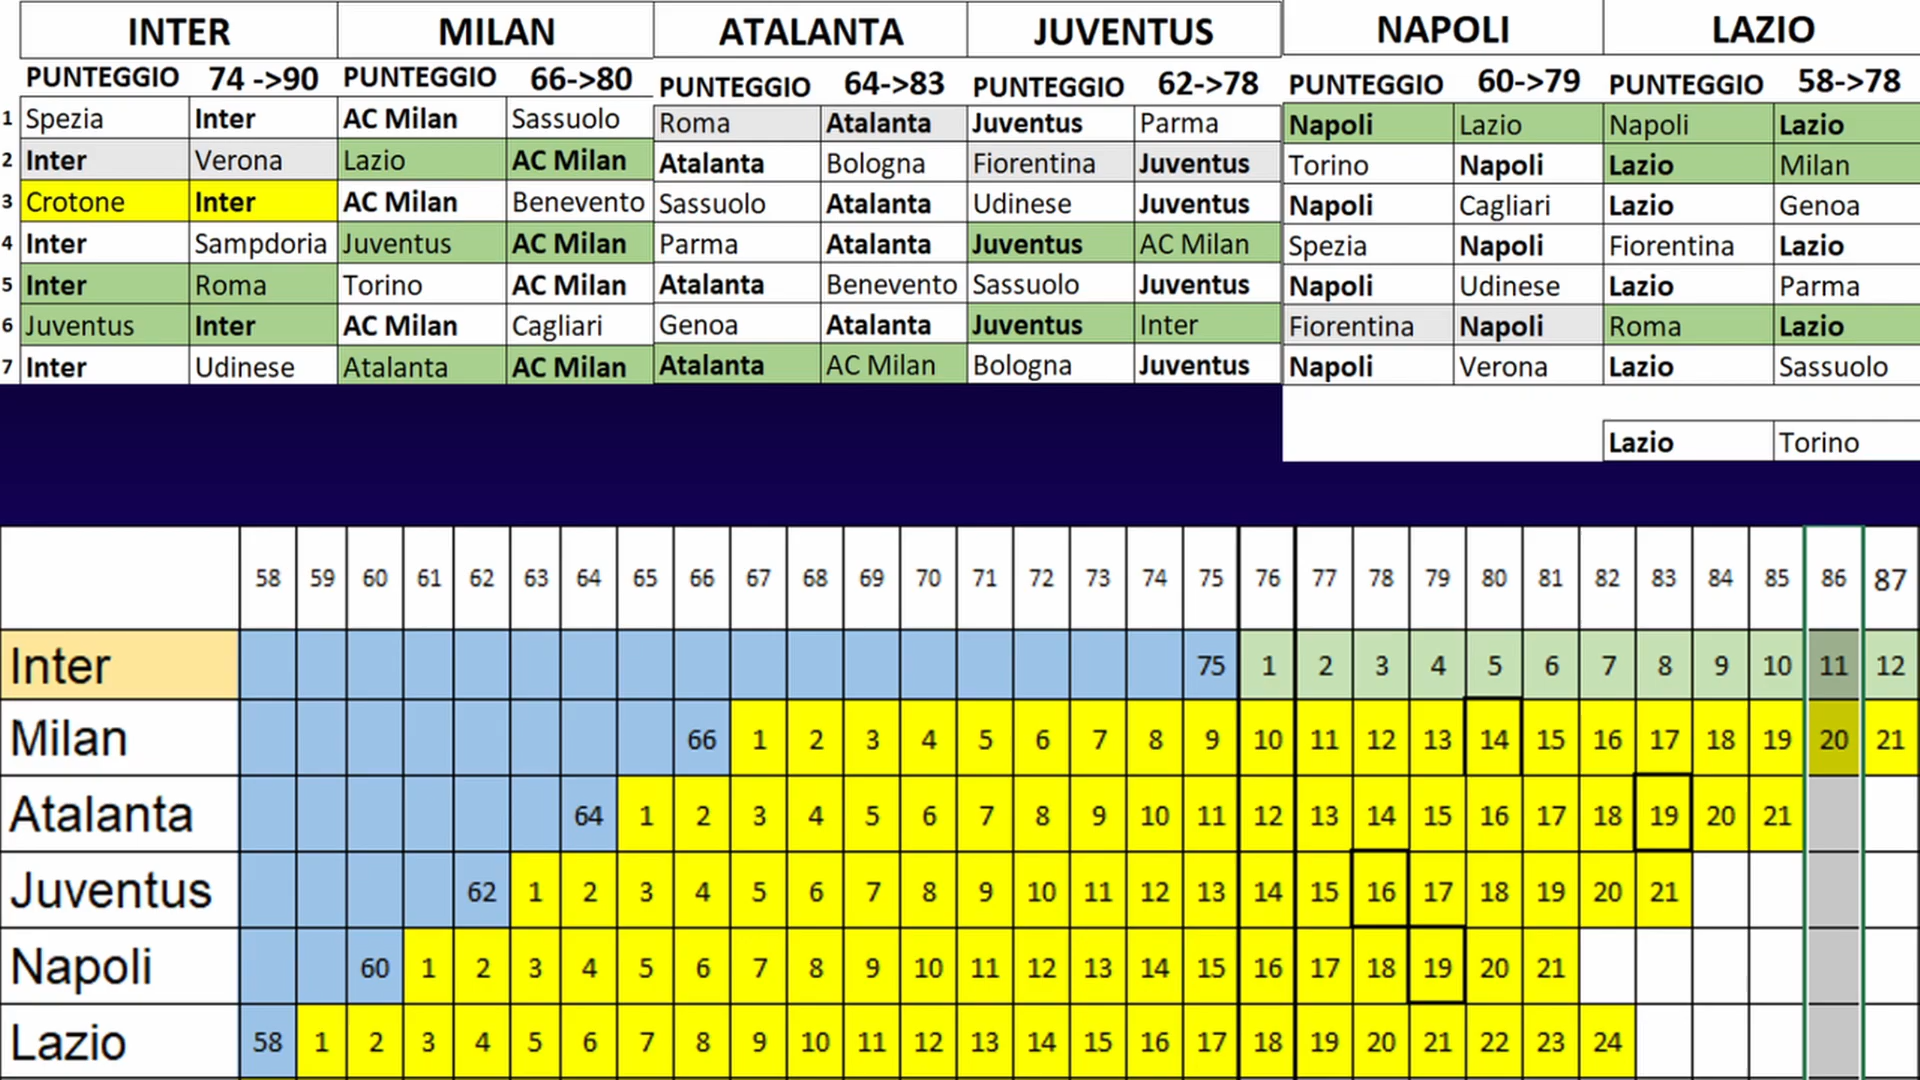 INTER MILAN ATALANTA JUVENTUS NAPOLI LAZIO
PUNTEGGIO 74 ->90 PUNTEGGIO 66->80 PUNTEGGIO 64->83 PUNTEGGIO 62->78 PUNTEGGIO 60->79 PUNTEGGIO 58->78
1 Spezia Inter AC Milan Sassuolo Roma Atalanta Juventus Parma Napoli Lazio Napoli Lazio
2 Inter Verona Lazio AC Milan Atalanta Bologna Fiorentina Juventus Torino Napoli Lazio Milan
3 Crotone Inter AC Milan Benevento Sassuolo Atalanta Udinese Juventus Napoli Cagliari Lazio Genoa
4 Inter Sampdoria Juventus AC Milan Parma Atalanta Juventus AC Milan Spezia Napoli Fiorentina Lazio
5 Inter Roma Torino AC Milan Atalanta Benevento Sassuolo Juventus Napoli Udinese Lazio Parma
6 Juventus Inter AC Milan Cagliari Genoa Atalanta Juventus Inter Fiorentina Napoli Roma Lazio
7 Inter Udinese Atalanta AC Milan Atalanta AC Milan Bologna Juventus Napoli Verona Lazio Sassuolo
Lazio Torino
58 59 60 61 62 63 64 65 66 67 68 69 70 71 72 73 74 75 76 77 78 79 80 81 82 83 84 85 86 87
Inter 75 1 2 3 4 5 6 7 8 9 10 11 12
Milan 66 1 2 3 4 5 6 7 8 9 10 11 12 13 14 15 16 17 18 19 20 21
Atalanta 64 1 2 3 4 5 6 7 8 9 10 11 12 13 14 15 16 17 18 19 20 21
Juventus 62 1 2 3 4 5 6 7 8 9 10 11 12 13 14 15 16 17 18 19 20 21
Napoli 60 1 2 3 4 5 6 7 8 9 10 11 12 13 14 15 16 17 18 19 20 21
Lazio 58 1 2 3 4 5 6 7 8 9 10 11 12 13 14 15 16 17 18 19 20 21 22 23 24